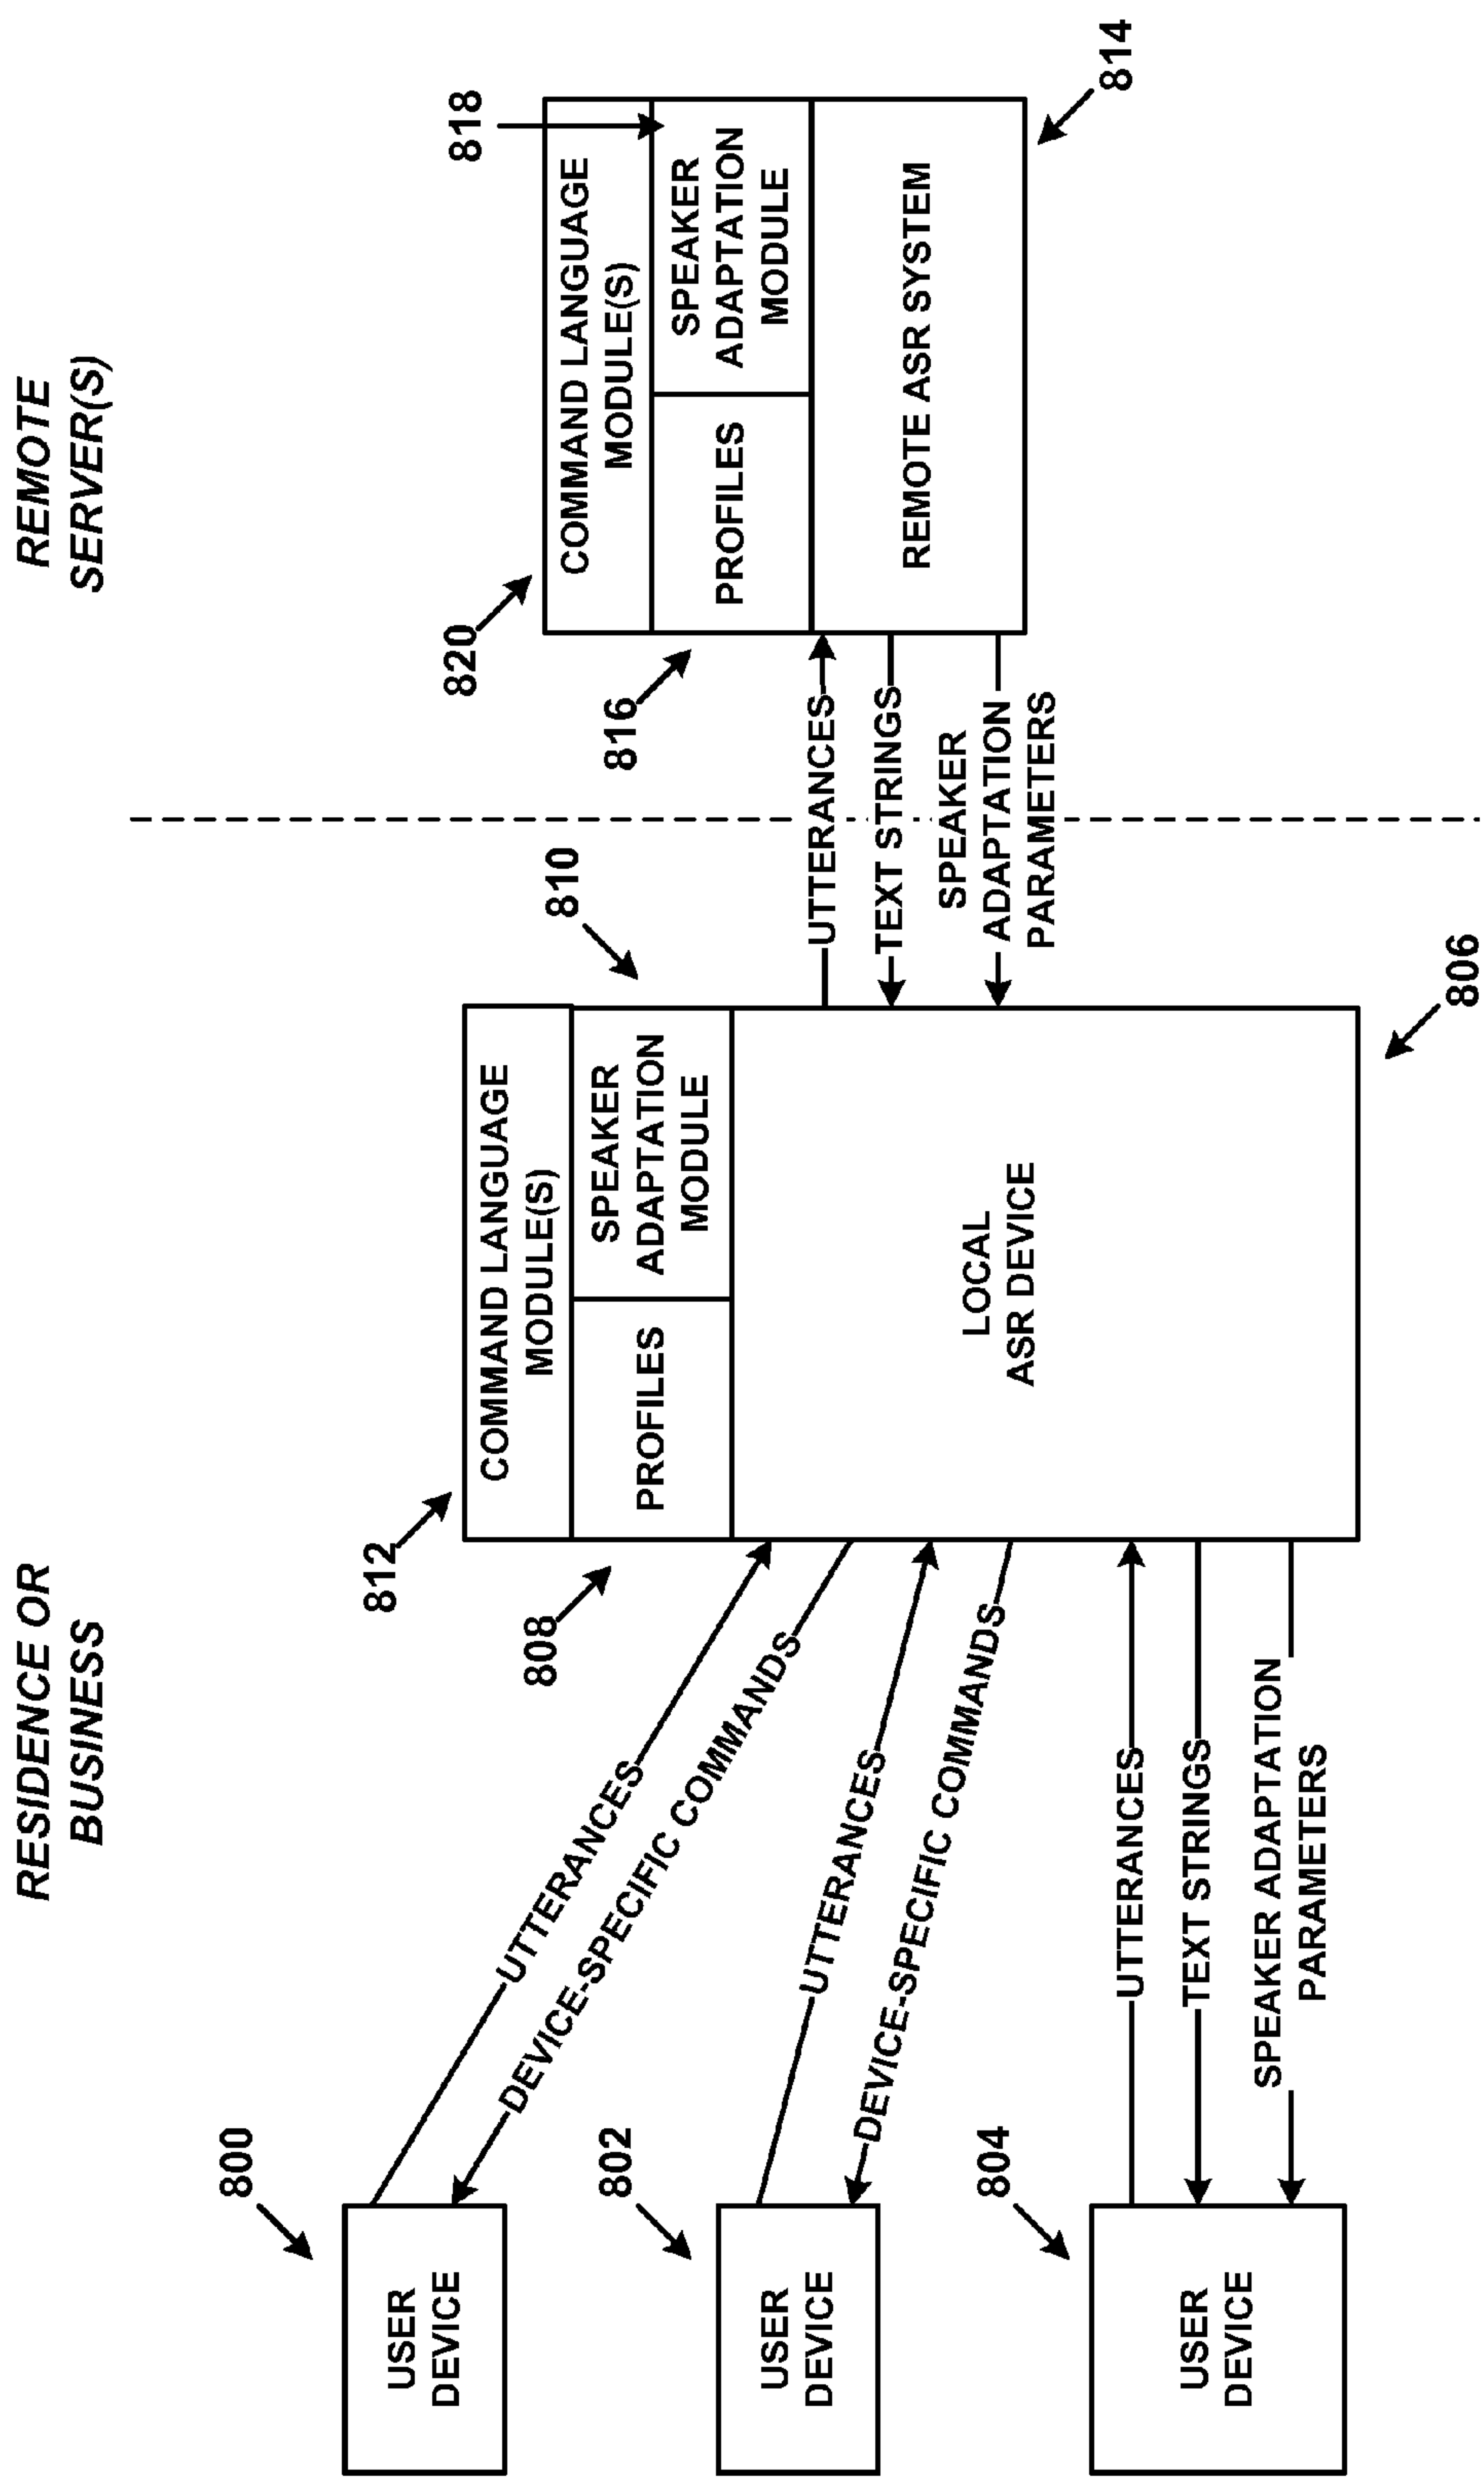 RESIDENCE OR
BUSINESS
REMOTE
SERVER(S)
800
USER
DEVICE
UTTERANCES
DEVICE-SPECIFIC COMMANDS
802
USER
DEVICE
UTTERANCES
DEVICE-SPECIFIC COMMANDS
804
USER
DEVICE
UTTERANCES
TEXT STRINGS
SPEAKER ADAPTATION
PARAMETERS
812
COMMAND LANGUAGE
MODULE(S)
808
PROFILES
810
SPEAKER
ADAPTATION
MODULE
LOCAL
ASR DEVICE
806
UTTERANCES
TEXT STRINGS
SPEAKER
ADAPTATION
PARAMETERS
820
COMMAND LANGUAGE
MODULE(S)
816
PROFILES
818
SPEAKER
ADAPTATION
MODULE
REMOTE ASR SYSTEM
814